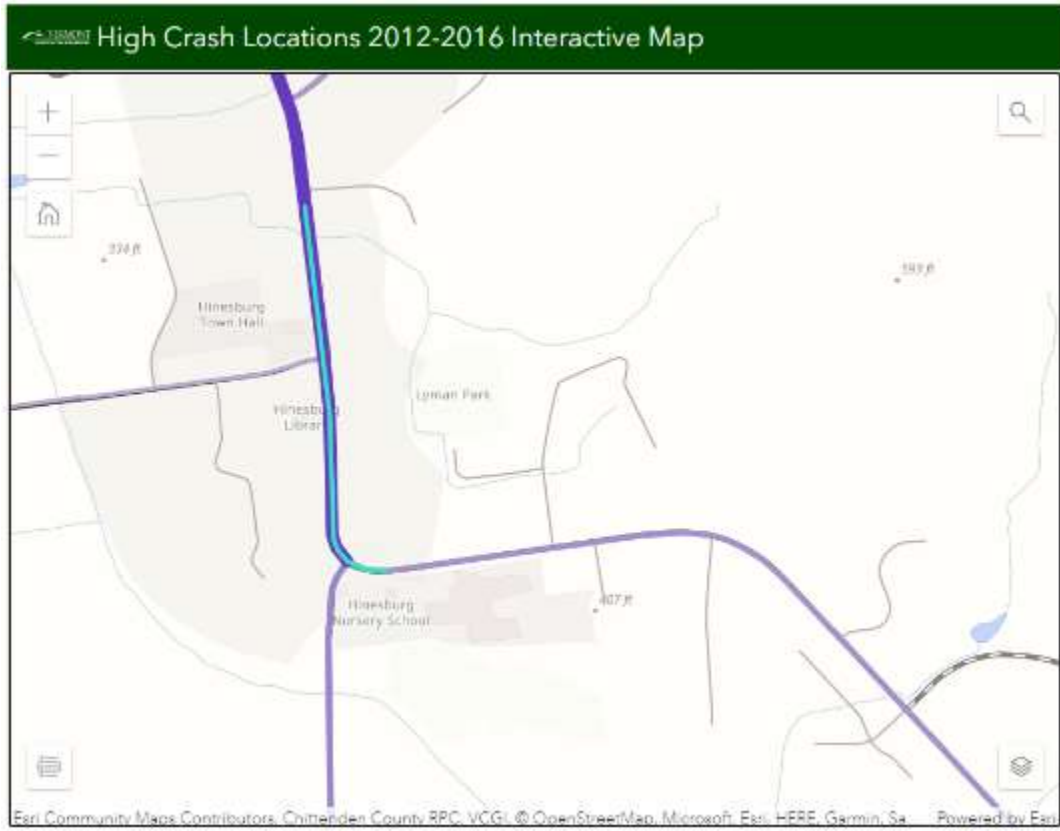 VERMONT High Crash Locations 2012-2016 Interactive Map
334 ft
593 ft
Hinesburg
Town Hall
Lyman Park
Hinesburg
Library
Hinesburg
Nursery School
407 ft
Esri Community Maps Contributors, Chittenden County RPC, VCGI, © OpenStreetMap, Microsoft, Esri, HERE, Garmin, Sa
Powered by Esri